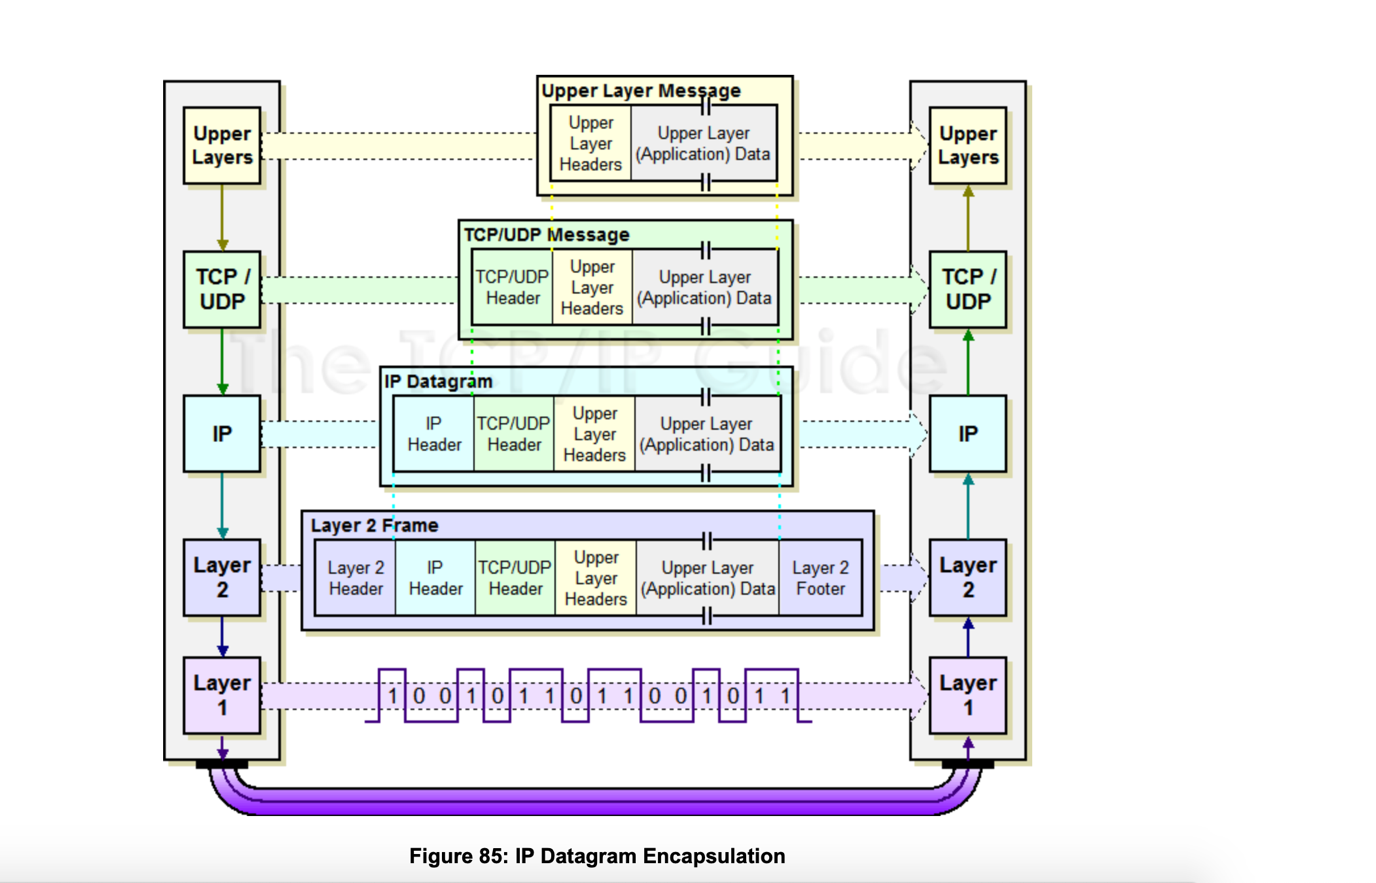 Upper Layer Message
Upper
Layers
Upper
Layer
Headers
Upper Layer
(Application) Data
Upper
Layers
TCP/UDP Message
TCP /
UDP
TCP/UDP
Header
Upper
Layer
Headers
Upper Layer
(Application) Data
TCP /
UDP
The TCP/IP Guide
IP Datagram
IP
IP
Header
TCP/UDP
Header
Upper
Layer
Headers
Upper Layer
(Application) Data
IP
Layer 2 Frame
Layer
2
Layer 2
Header
IP
Header
TCP/UDP
Header
Upper
Layer
Headers
Upper Layer
(Application) Data
Layer 2
Footer
Layer
2
Layer
1
1 0 0 1 0 1 1 0 1 1 0 0 1 0 1 1
Layer
1
Figure 85: IP Datagram Encapsulation